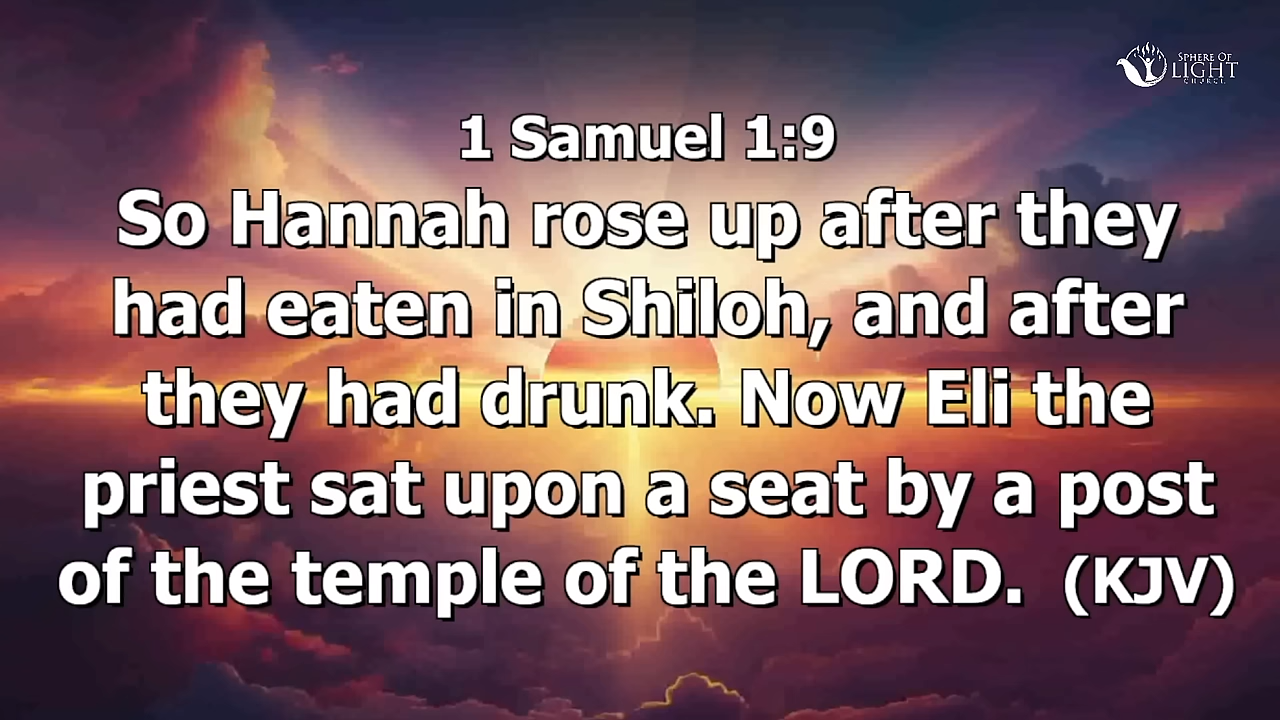 SPHERE OF
LIGHT
CHURCH
1 Samuel 1:9
So Hannah rose up after they
had eaten in Shiloh, and after
they had drunk. Now Eli the
priest sat upon a seat by a post
of the temple of the LORD. (KJV)